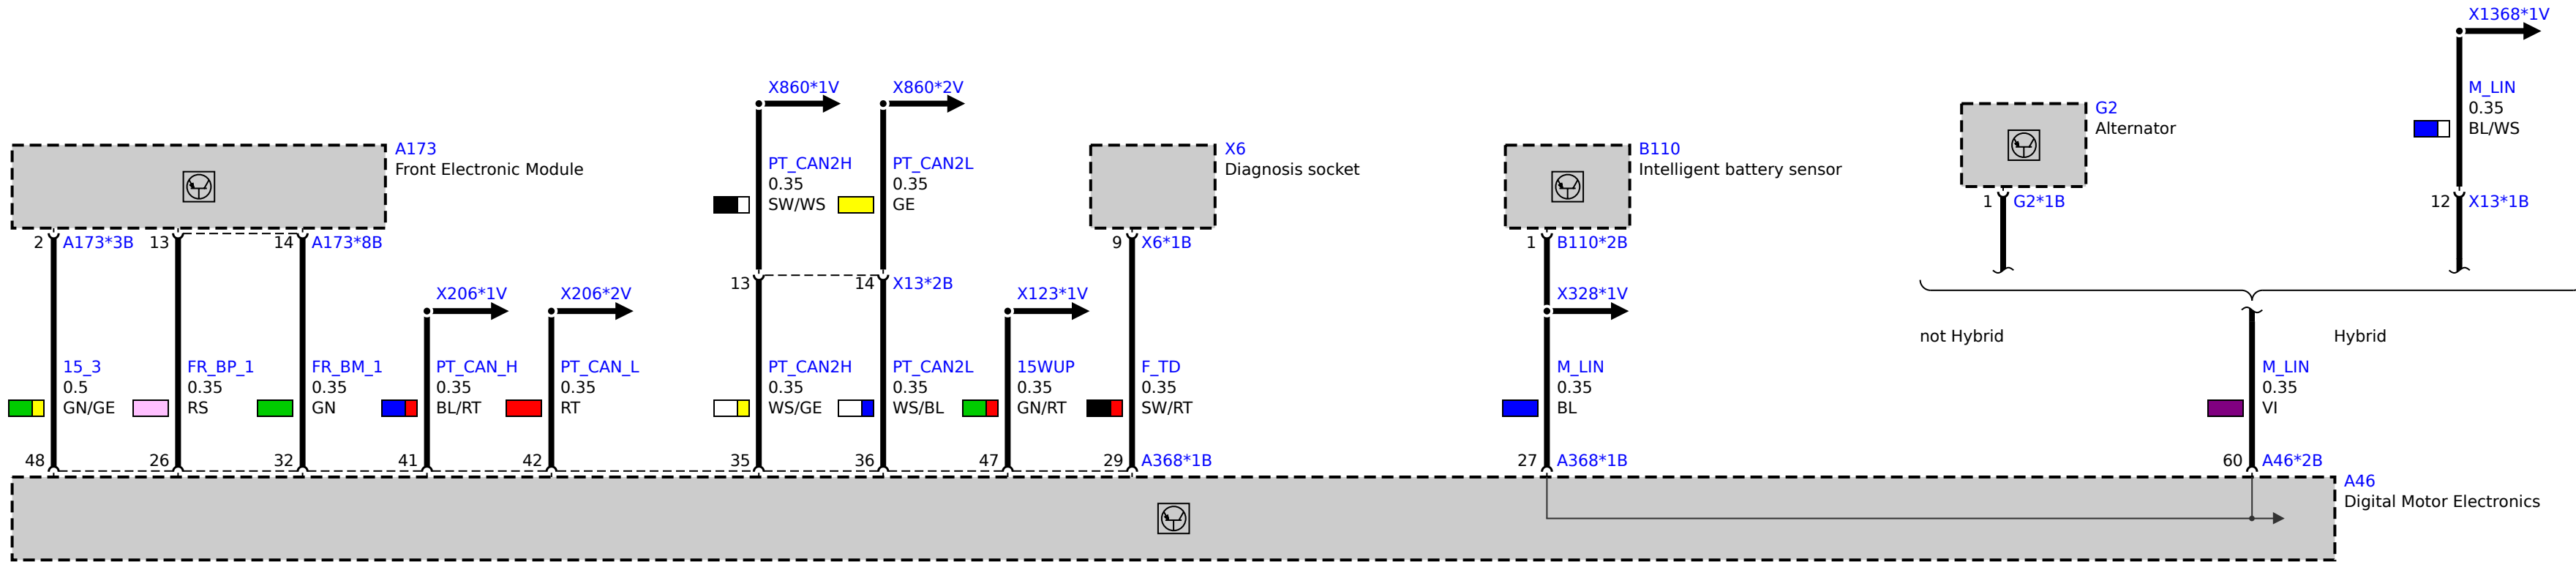 X1368*1V
M_LIN
0.35
BL/WS
12 X13*1B
X860*1V
X860*2V
G2
Alternator
1 G2*1B
A173
Front Electronic Module
PT_CAN2H
0.35
SW/WS
PT_CAN2L
0.35
GE
X6
Diagnosis socket
B110
Intelligent battery sensor
2 A173*3B
13
14 A173*8B
9 X6*1B
1 B110*2B
13
14 X13*2B
X206*1V
X206*2V
X123*1V
X328*1V
not Hybrid
Hybrid
15_3
0.5
GN/GE
FR_BP_1
0.35
RS
FR_BM_1
0.35
GN
PT_CAN_H
0.35
BL/RT
PT_CAN_L
0.35
RT
PT_CAN2H
0.35
WS/GE
PT_CAN2L
0.35
WS/BL
15WUP
0.35
GN/RT
F_TD
0.35
SW/RT
M_LIN
0.35
BL
M_LIN
0.35
VI
48
26
32
41
42
35
36
47
29 A368*1B
27 A368*1B
60 A46*2B
A46
Digital Motor Electronics